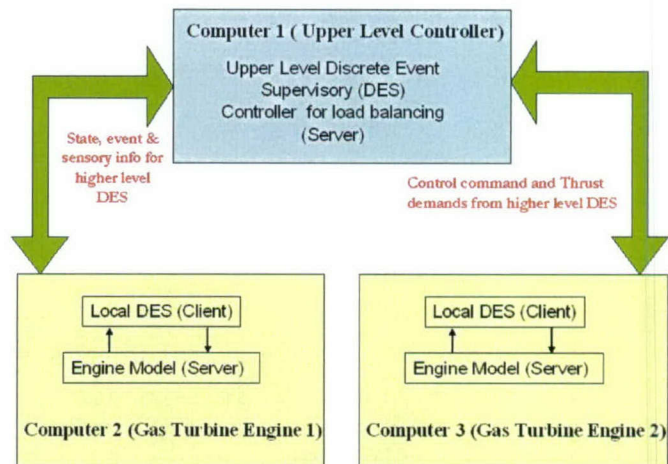 Computer 1 ( Upper Level Controller)
Upper Level Discrete Event
Supervisory (DES)
Controller for load balancing
(Server)
State, event &
sensory info for
higher level
DES
Control command and Thrust
demands from higher level DES
Local DES (Client)
Engine Model (Server)
Computer 2 (Gas Turbine Engine 1)
Local DES (Client)
Engine Model (Server)
Computer 3 (Gas Turbine Engine 2)